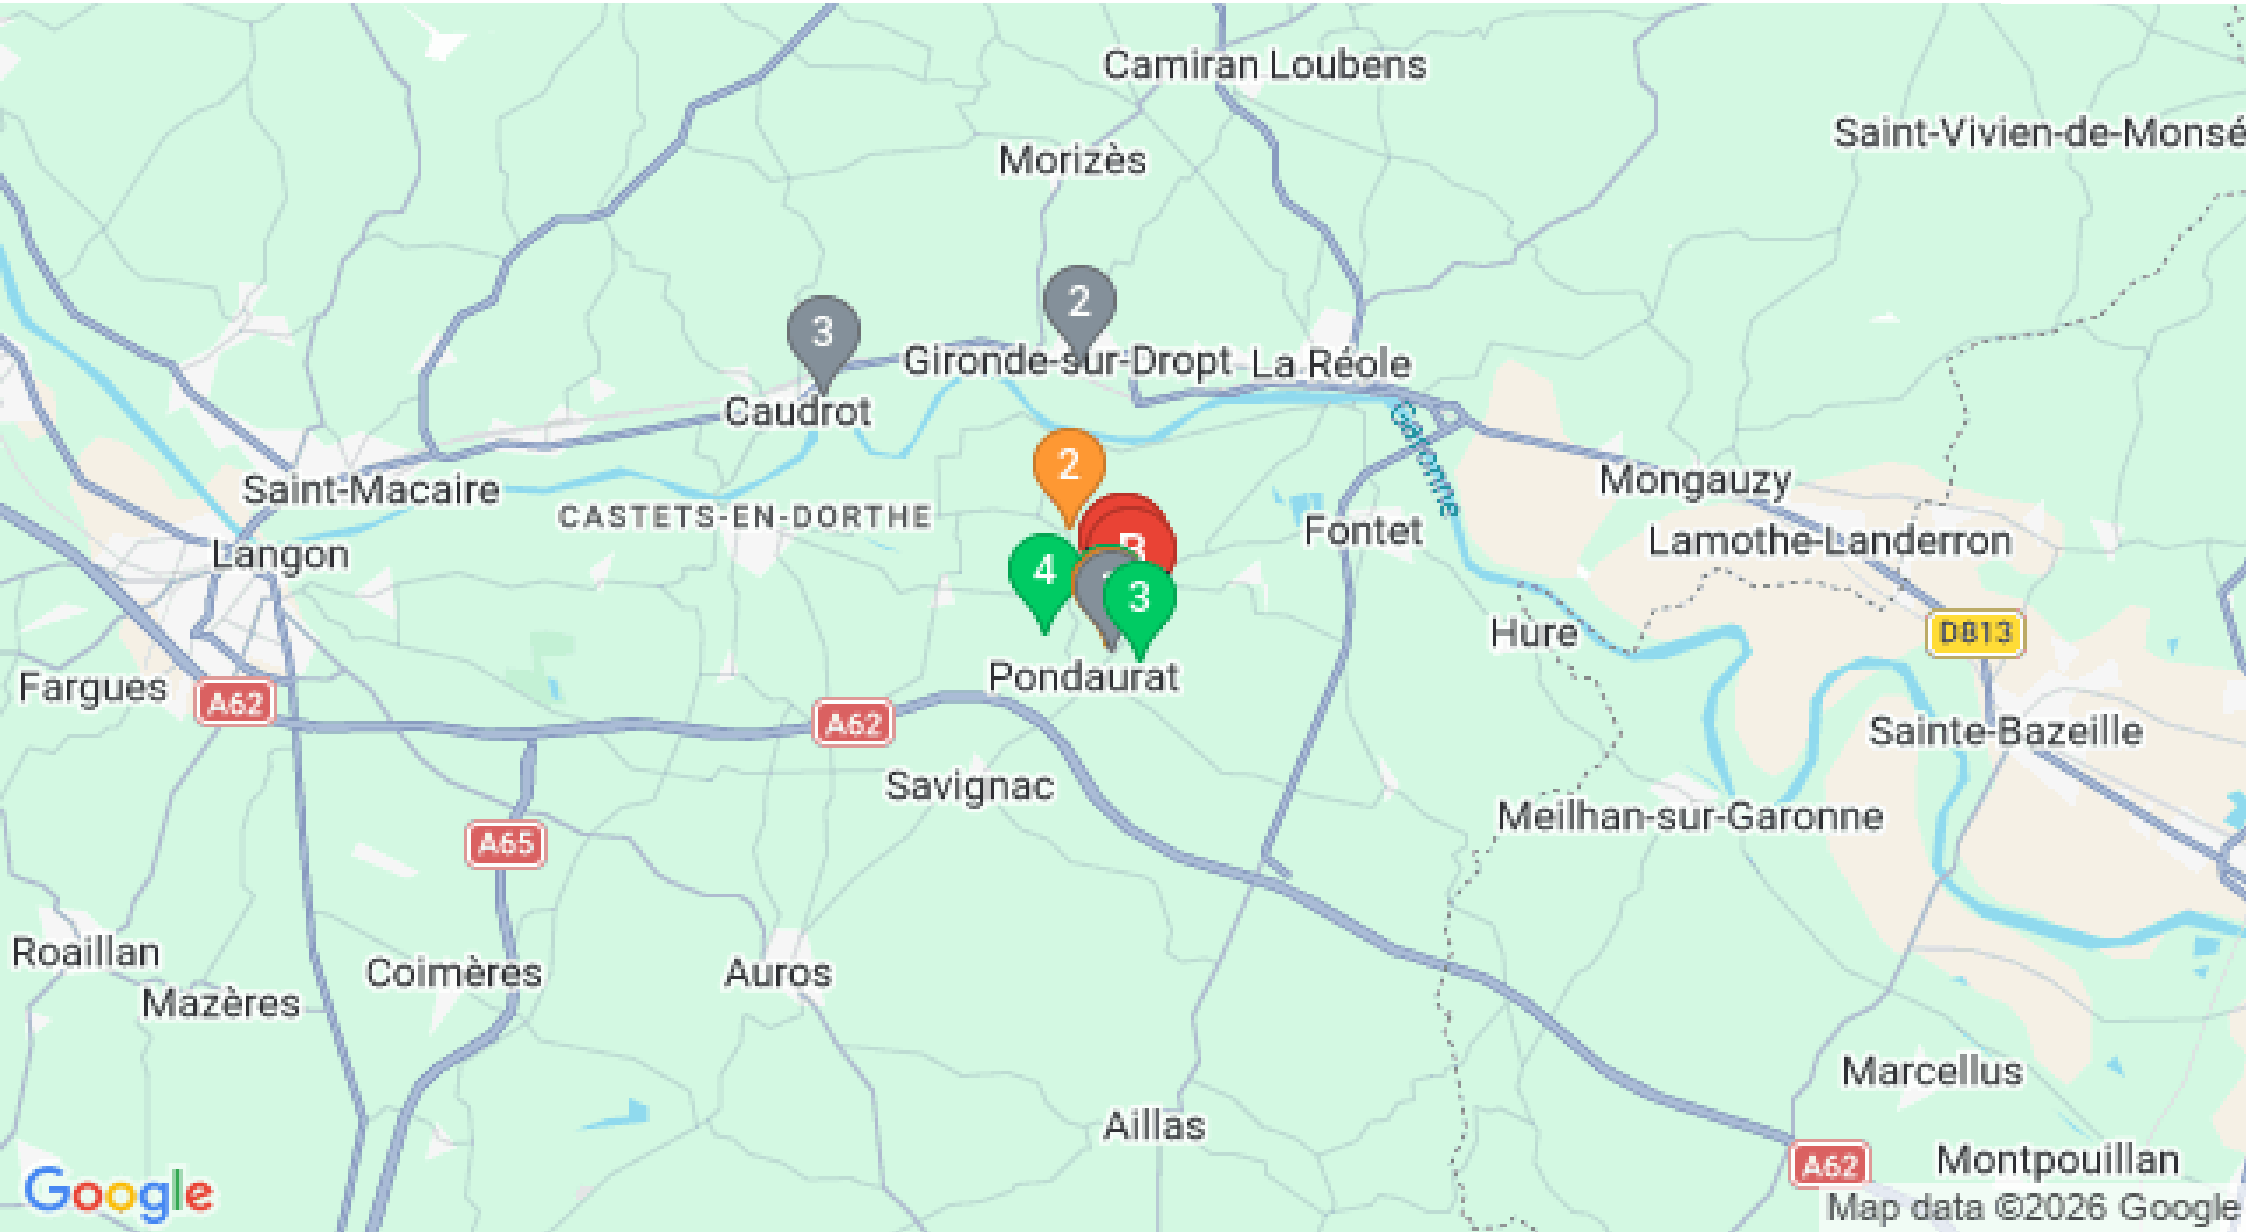 Camiran Loubens
Saint-Vivien-de-Monsé
Morizès
2
3
Gironde-sur-Dropt
La Réole
Caudrot
Garonne
2
Saint-Macaire
Mongauzy
CASTETS-EN-DORTHE
Fontet
Lamothe-Landerron
Langon
4
3
Hure
D813
Pondaurat
Fargues
A62
A62
Sainte-Bazeille
Savignac
Meilhan-sur-Garonne
A65
Roaillan
Coimères
Auros
Mazères
Marcellus
Aillas
A62
Montpouillan
Google
Map data ©2026 Google